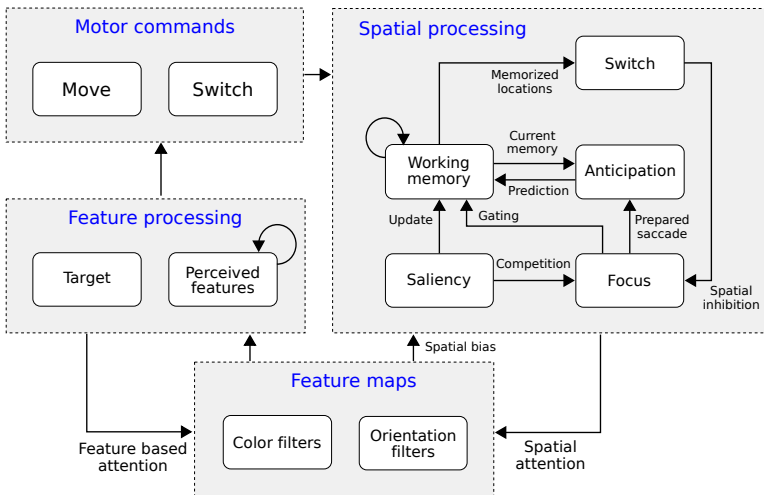 Motor commands
Move
Switch
Spatial processing
Switch
Memorized
locations
Working
memory
Current
memory
Prediction
Anticipation
Update
Gating
Prepared
saccade
Saliency
Competition
Focus
Spatial
inhibition
Feature processing
Target
Perceived
features
Spatial bias
Feature maps
Color filters
Orientation
filters
Feature based
attention
Spatial
attention